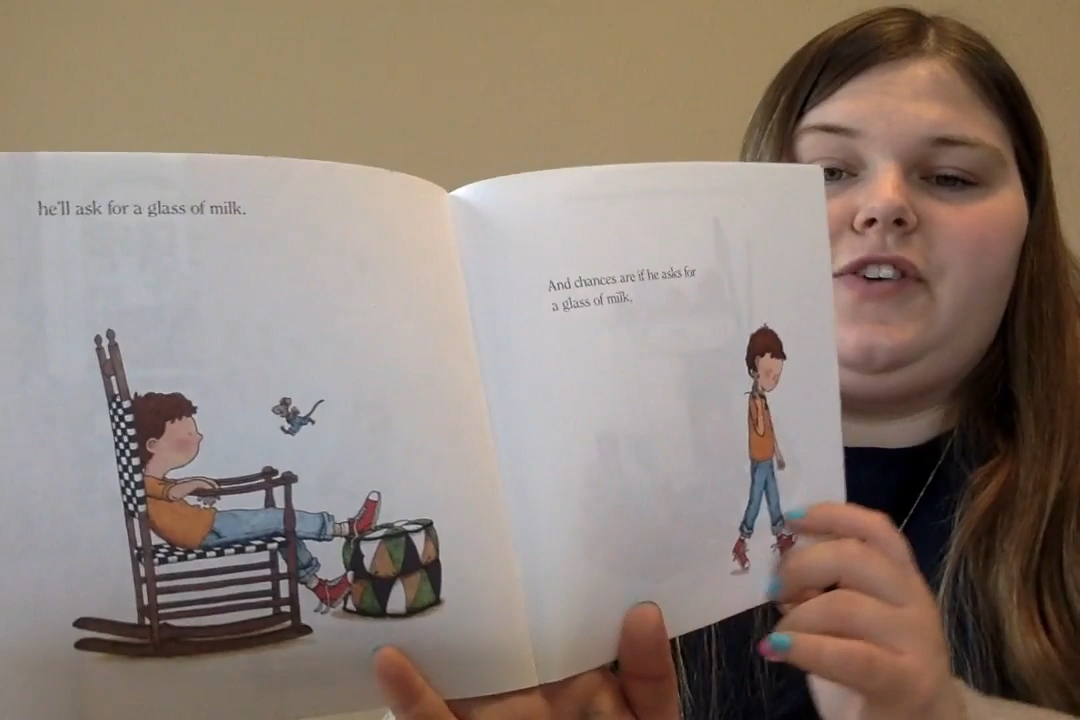 he'll ask for a glass of milk.
And chances are if he asks for
a glass of milk,